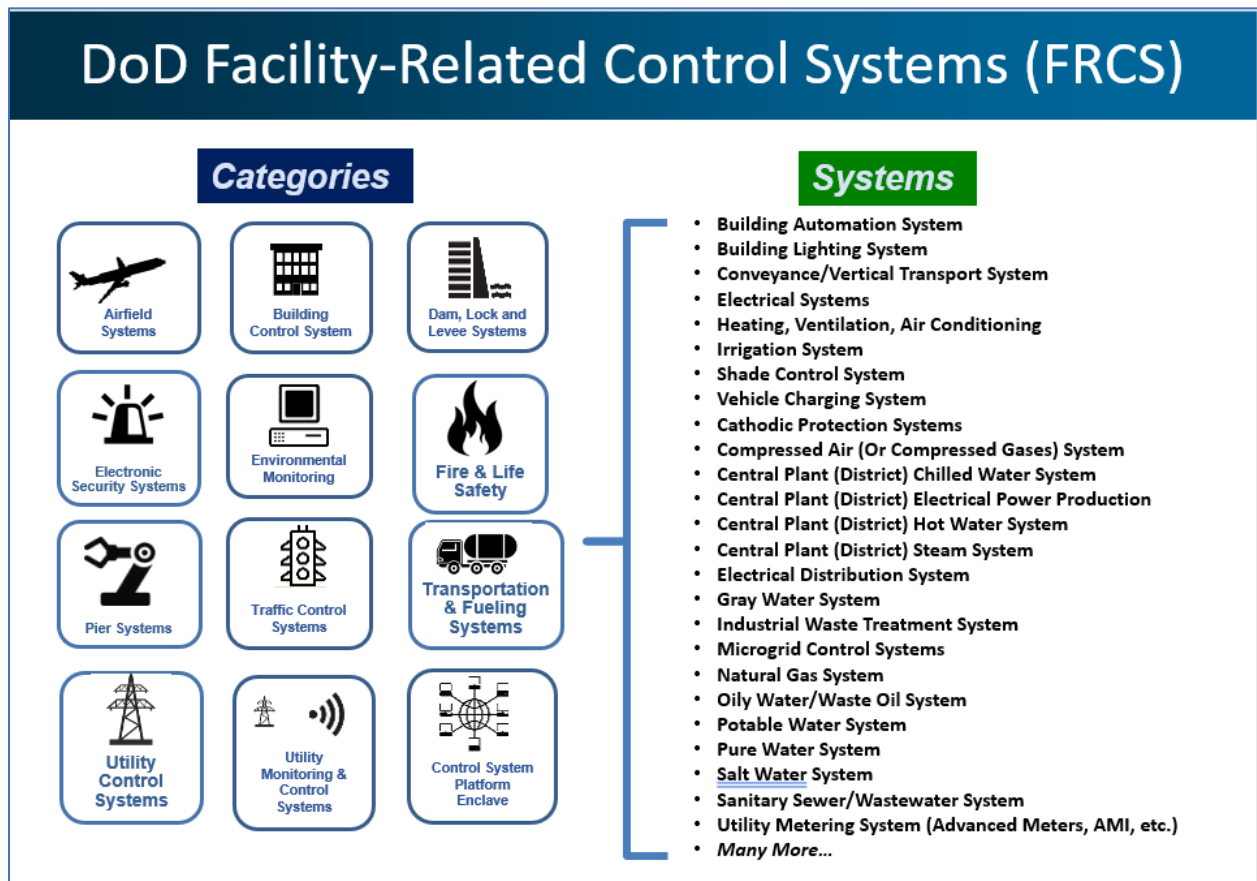 DoD Facility-Related Control Systems (FRCS)
Categories
Airfield
Systems
Building
Control System
Dam, Lock and
Levee Systems
Electronic
Security Systems
Environmental
Monitoring
Fire & Life
Safety
Pier Systems
Traffic Control
Systems
Transportation
& Fueling
Systems
Utility
Control
Systems
Utility
Monitoring &
Control
Systems
Control System
Platform
Enclave
Systems
• Building Automation System
• Building Lighting System
• Conveyance/Vertical Transport System
• Electrical Systems
• Heating, Ventilation, Air Conditioning
• Irrigation System
• Shade Control System
• Vehicle Charging System
• Cathodic Protection Systems
• Compressed Air (Or Compressed Gases) System
• Central Plant (District) Chilled Water System
• Central Plant (District) Electrical Power Production
• Central Plant (District) Hot Water System
• Central Plant (District) Steam System
• Electrical Distribution System
• Gray Water System
• Industrial Waste Treatment System
• Microgrid Control Systems
• Natural Gas System
• Oily Water/Waste Oil System
• Potable Water System
• Pure Water System
• Salt Water System
• Sanitary Sewer/Wastewater System
• Utility Metering System (Advanced Meters, AMI, etc.)
• Many More...